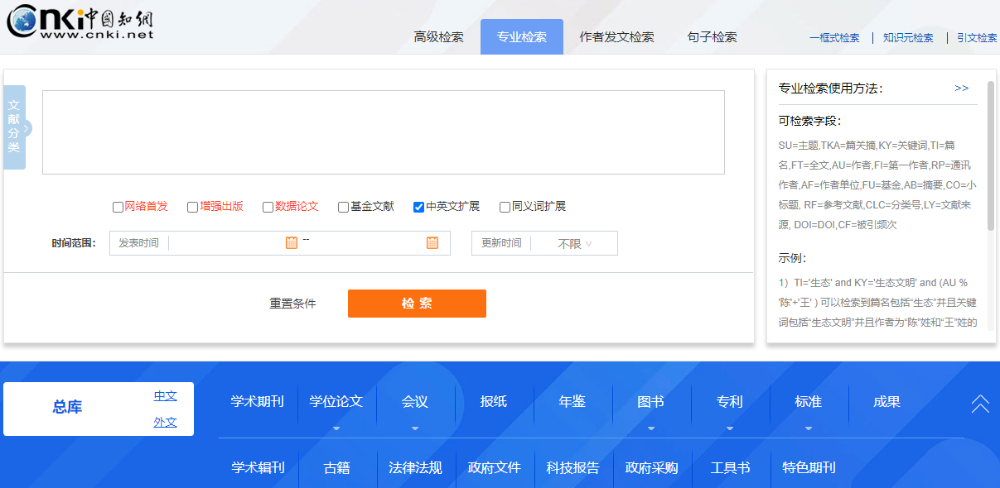 Cnki中国知網
www.cnki.net
高级检索 专业检索 作者发文检索 句子检索 一框式检索 | 知识元检索 | 引文检索
文献分类
网络首发 增强出版 数据论文 基金文献 中英文扩展 同义词扩展
时间范围： 发表时间 -- 更新时间 不限
重置条件 检索
专业检索使用方法： >>
可检索字段：
SU=主题,TKA=篇关摘,KY=关键词,TI=篇
名,FT=全文,AU=作者,FI=第一作者,RP=通讯
作者,AF=作者单位,FU=基金,AB=摘要,CO=小
标题, RF=参考文献,CLC=分类号,LY=文献来
源, DOI=DOI,CF=被引频次
示例：
1）TI='生态' and KY='生态文明' and (AU %
'陈'+'王' ) 可以检索到篇名包括“生态”并且关键
词包括“生态文明”并且作者为“陈”姓和“王”姓的
总库 中文
外文
学术期刊 学位论文 会议 报纸 年鉴 图书 专利 标准 成果
学术辑刊 古籍 法律法规 政府文件 科技报告 政府采购 工具书 特色期刊